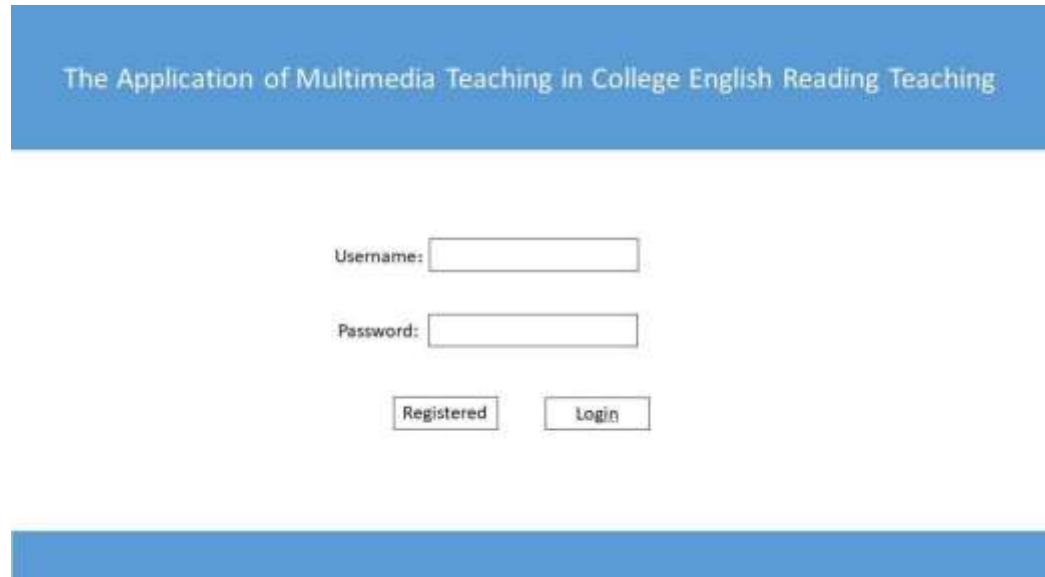 The Application of Multimedia Teaching in College English Reading Teaching
Username:
Password:
Registered Login